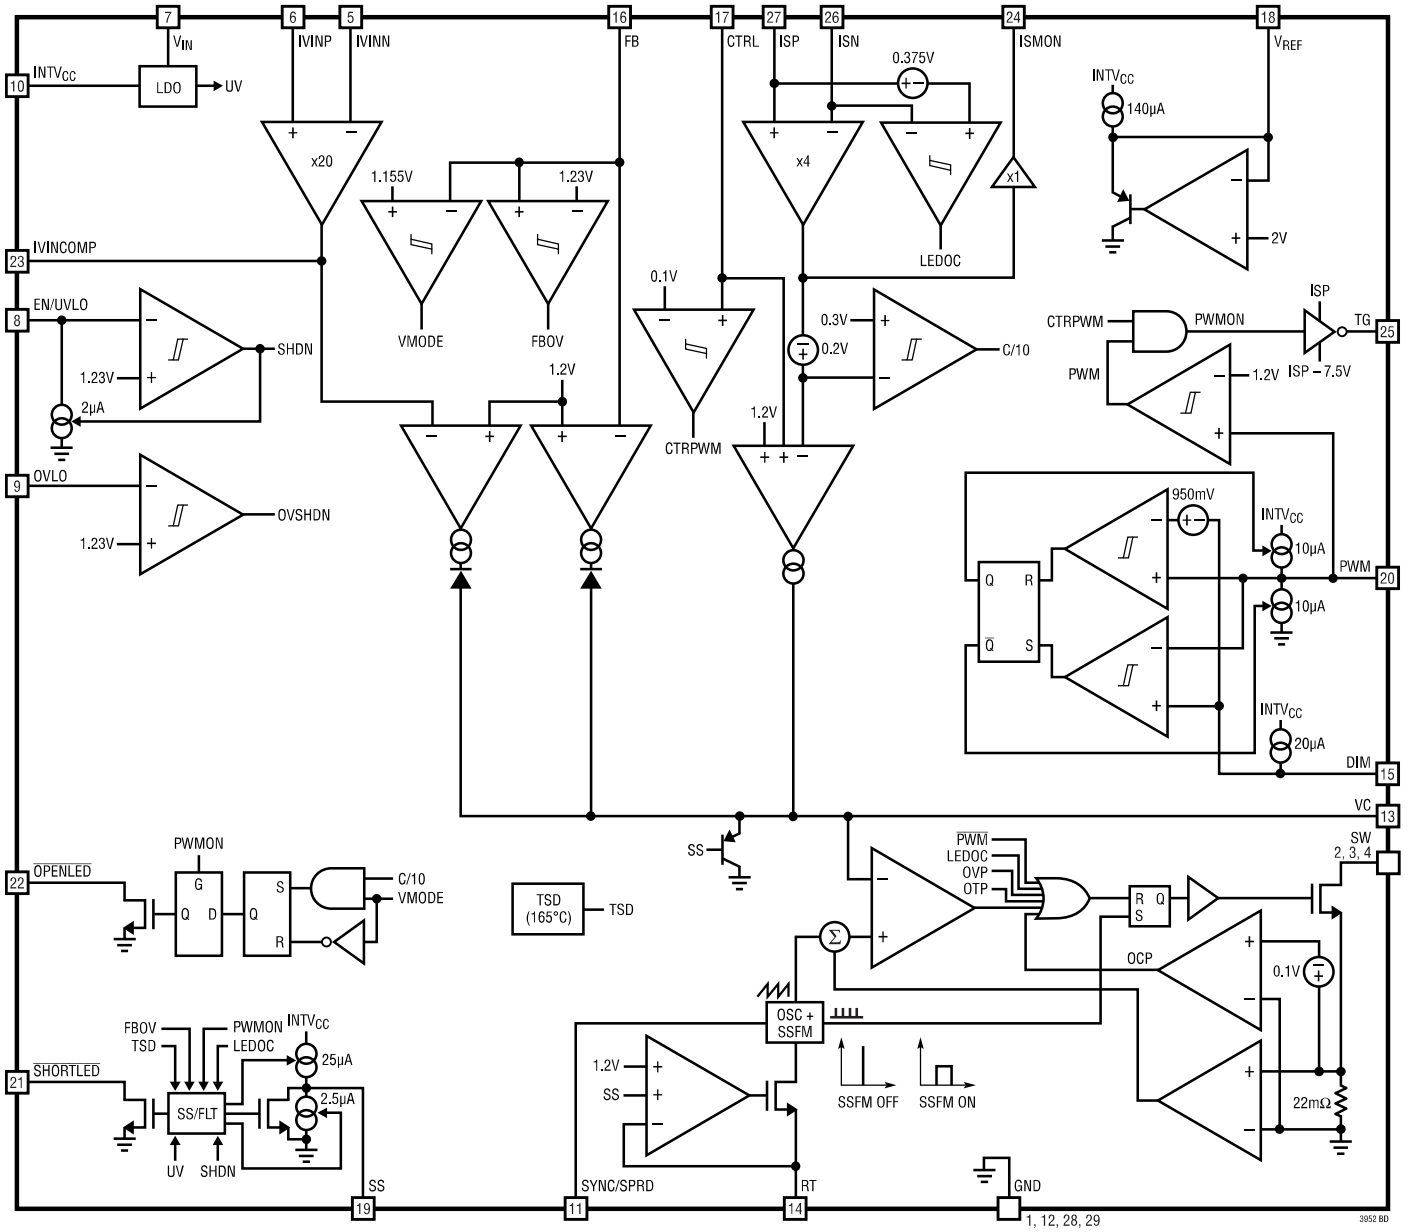 7
6
5
16
17
27
26
24
18
VIN
IVINP
IVINN
FB
CTRL
ISP
ISN
ISMON
VREF
10
INTVCC
LDO
UV
0.375V
+ −
INTVCC
140µA
+ −
x20
+ −
x4
− +
x1
1.155V
1.23V
+ −
+ −
−
+
2V
23
IVINCOMP
LEDOC
8
EN/UVLO
−
+
1.23V
SHDN
2µA
VMODE
FBOV
0.1V
− +
CTRPWM
0.3V
+
−
C/10
−
+
0.2V
ISP
CTRPWM
PWMON
TG
25
ISP – 7.5V
PWM
−
1.2V
+
1.2V
− +
+ −
1.2V
+ + −
9
OVLO
−
+
1.23V
OVSHDN
950mV
− + −
+
INTVCC
10µA
PWM
20
10µA
Q R
Q̅ S
−
+
INTVCC
20µA
DIM
15
VC
13
SS
PWMON
22
OPENLED
G
Q D
S
Q
R
C/10
VMODE
TSD
(165°C)
TSD
PWM
LEDOC
OVP
OTP
−
+
Σ
R Q
S
SW
2, 3, 4
OCP
+
−
0.1V
−
+
FBOV
TSD
PWMON
LEDOC
INTVCC
25µA
21
SHORTLED
SS/FLT
2.5µA
UV
SHDN
OSC +
SSFM
1.2V
+
SS
+
−
SSFM OFF
SSFM ON
+
−
22mΩ
SS
19
SYNC/SPRD
11
RT
14
GND
1, 12, 28, 29
3952 BD